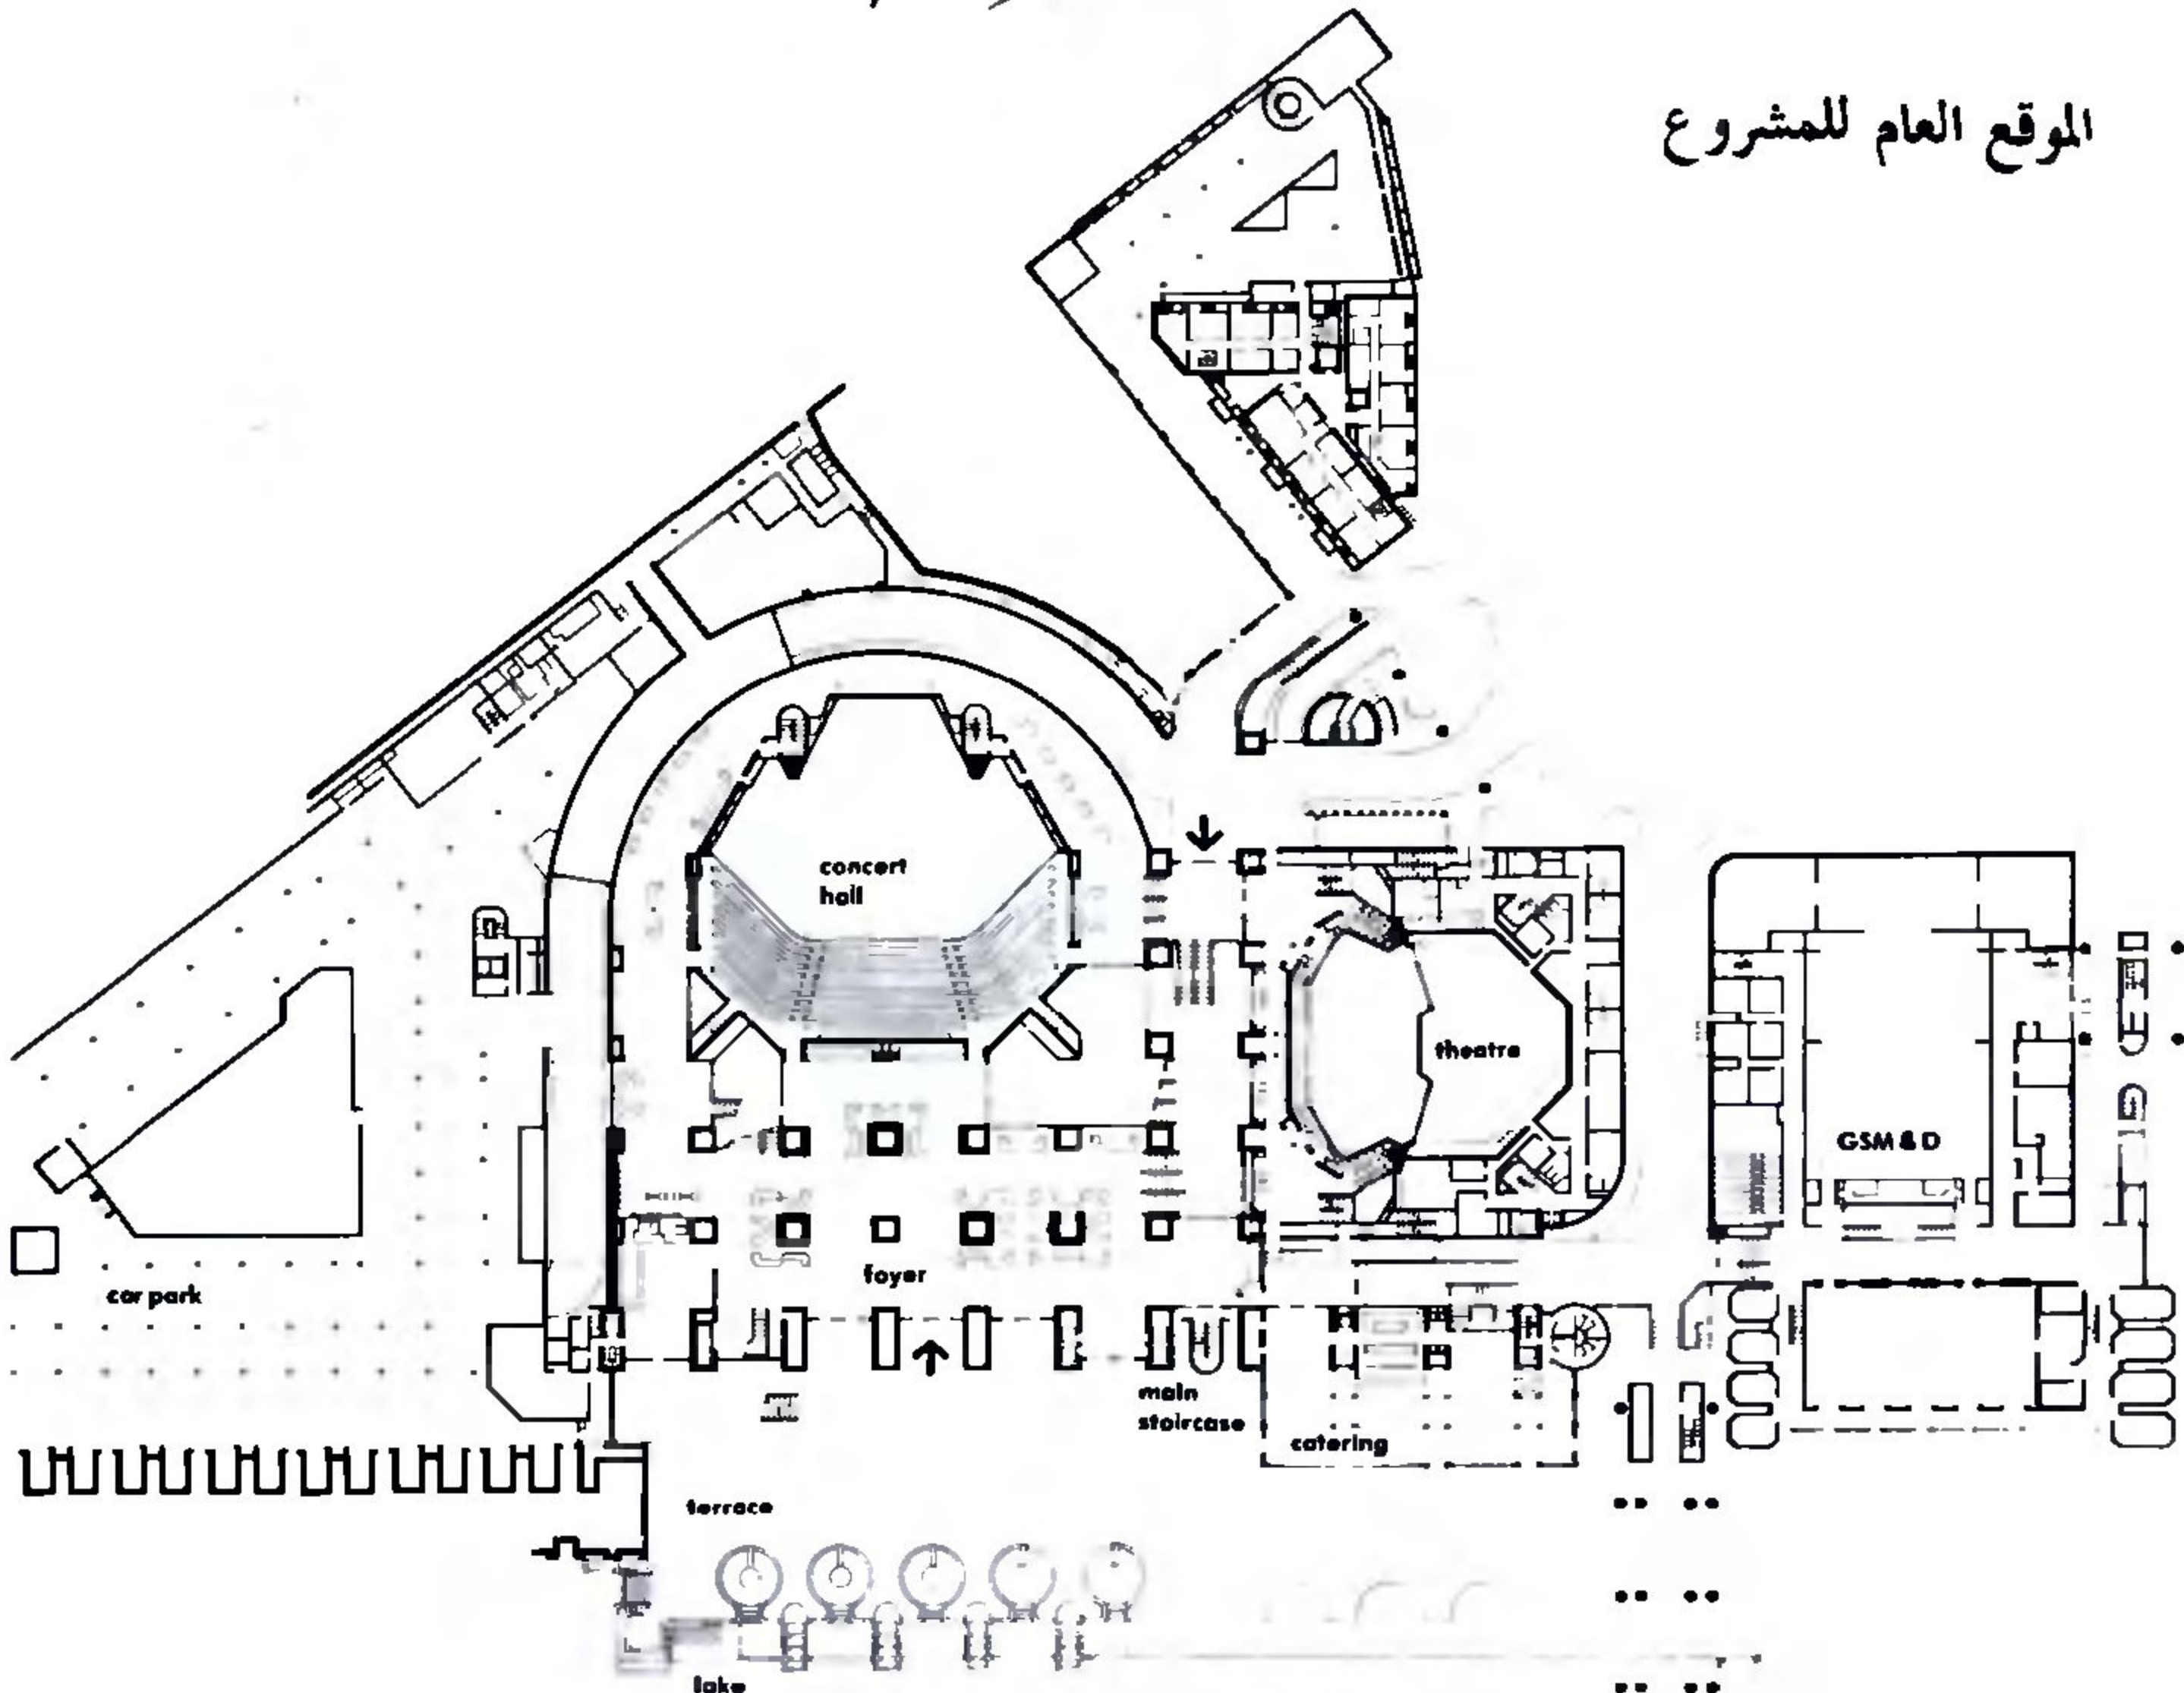 الموقع العام للمشروع
concert
hall
theatre
GSM & D
foyer
car park
main
staircase
catering
terrace
lake